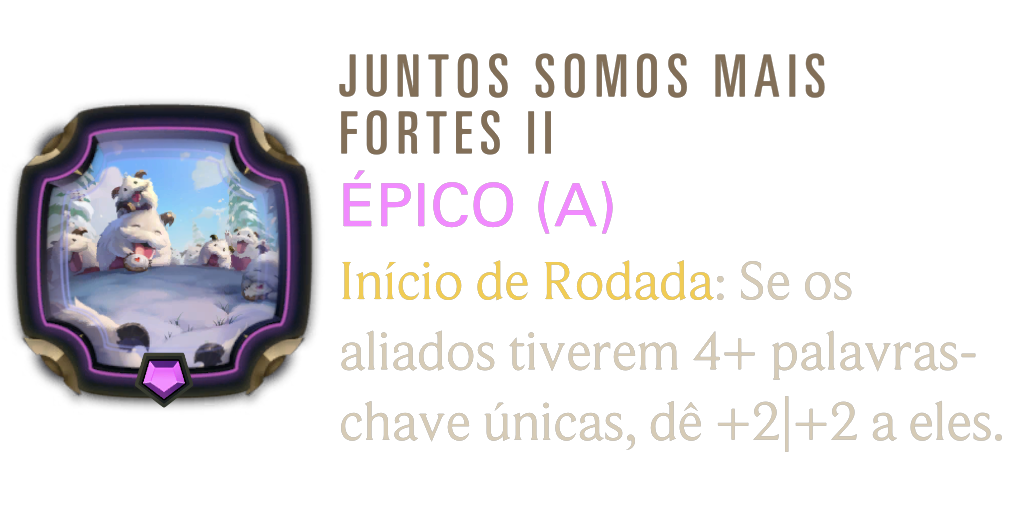 JUNTOS SOMOS MAIS
FORTES II
ÉPICO (A)
Início de Rodada: Se os
aliados tiverem 4+ palavras-
chave únicas, dê +2|+2 a eles.